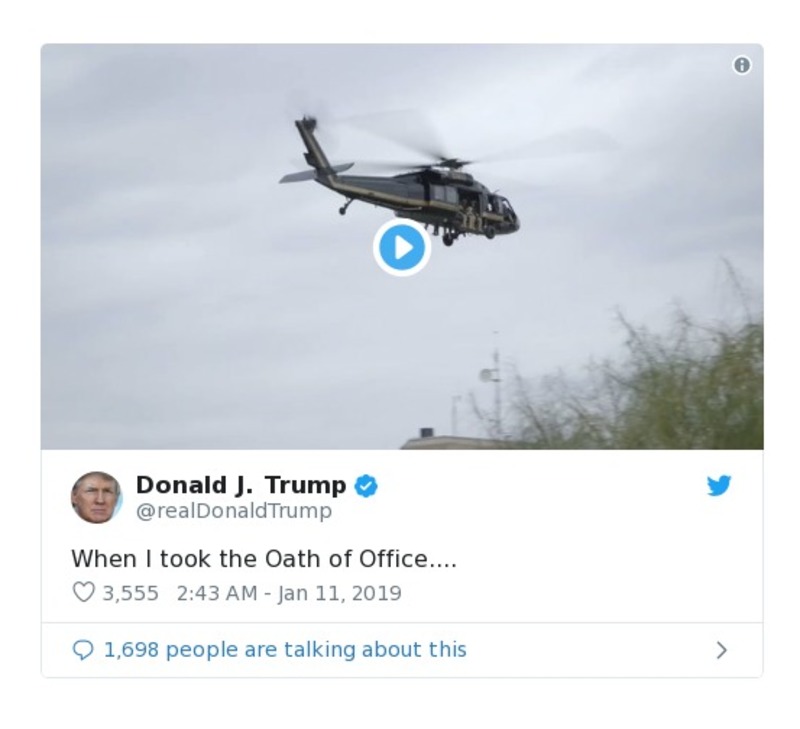 Donald J. Trump
@realDonaldTrump
When I took the Oath of Office....
3,555 2:43 AM - Jan 11, 2019
1,698 people are talking about this